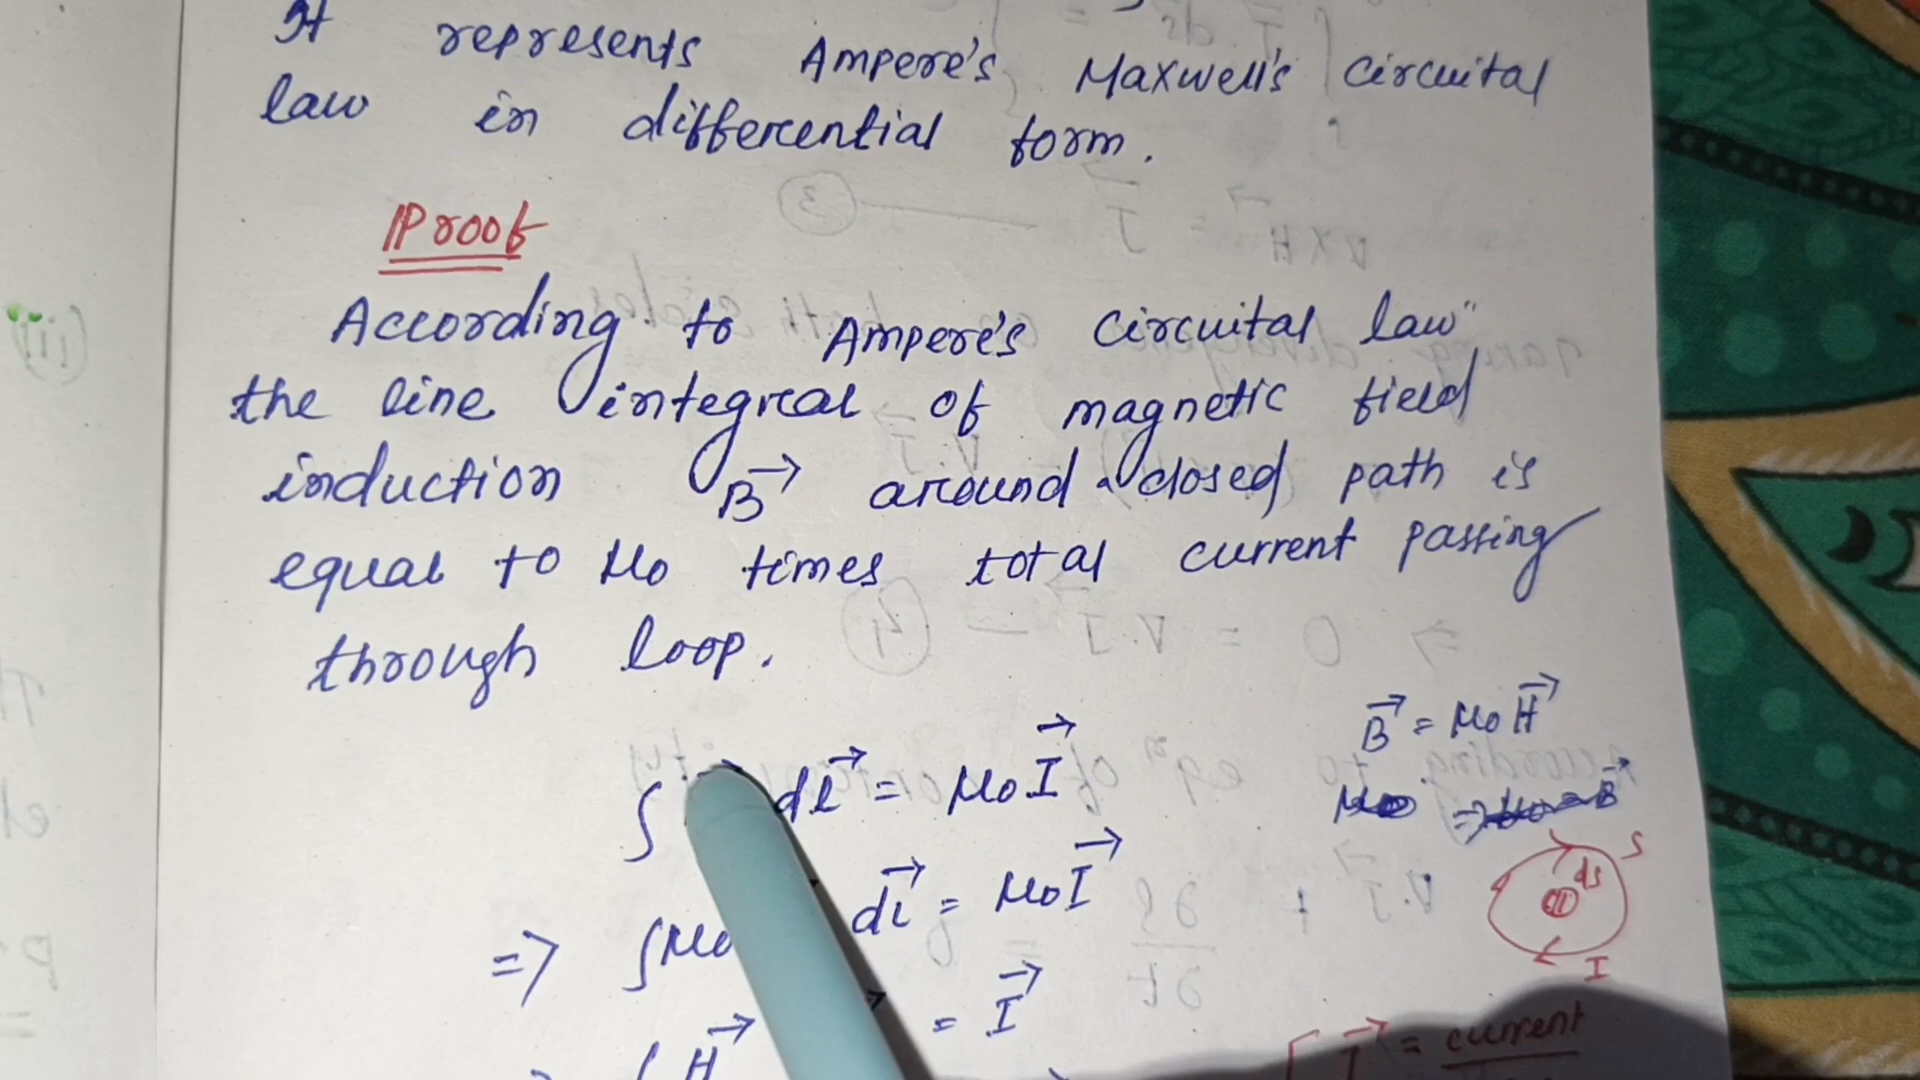 It represents Ampere's Maxwell's circuital
law in differential form.
Proof
According to Ampere's circuital law"
the line integral of magnetic field
induction B→ around a closed path is
equal to μ0 times total current passing
through loop.
∫ dl→ = μ0 I→
B→ = μ0 H→
=> ∫μ0 dl→ = μ0 I→
ds
S
I
∫ H→ = I→
= current